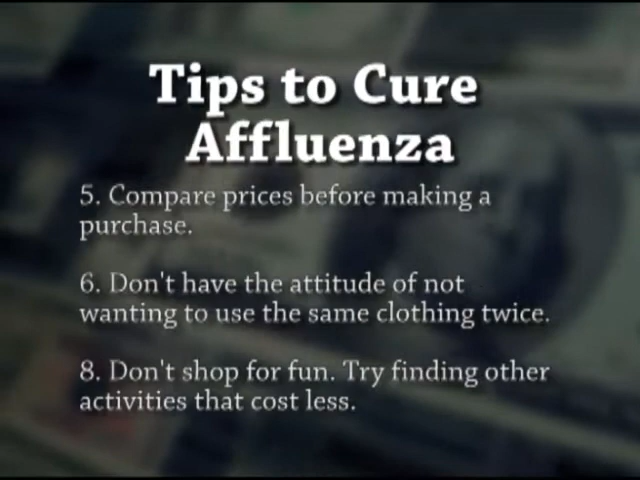 Tips to Cure
Affluenza
5. Compare prices before making a
purchase.
6. Don't have the attitude of not
wanting to use the same clothing twice.
8. Don't shop for fun. Try finding other
activities that cost less.